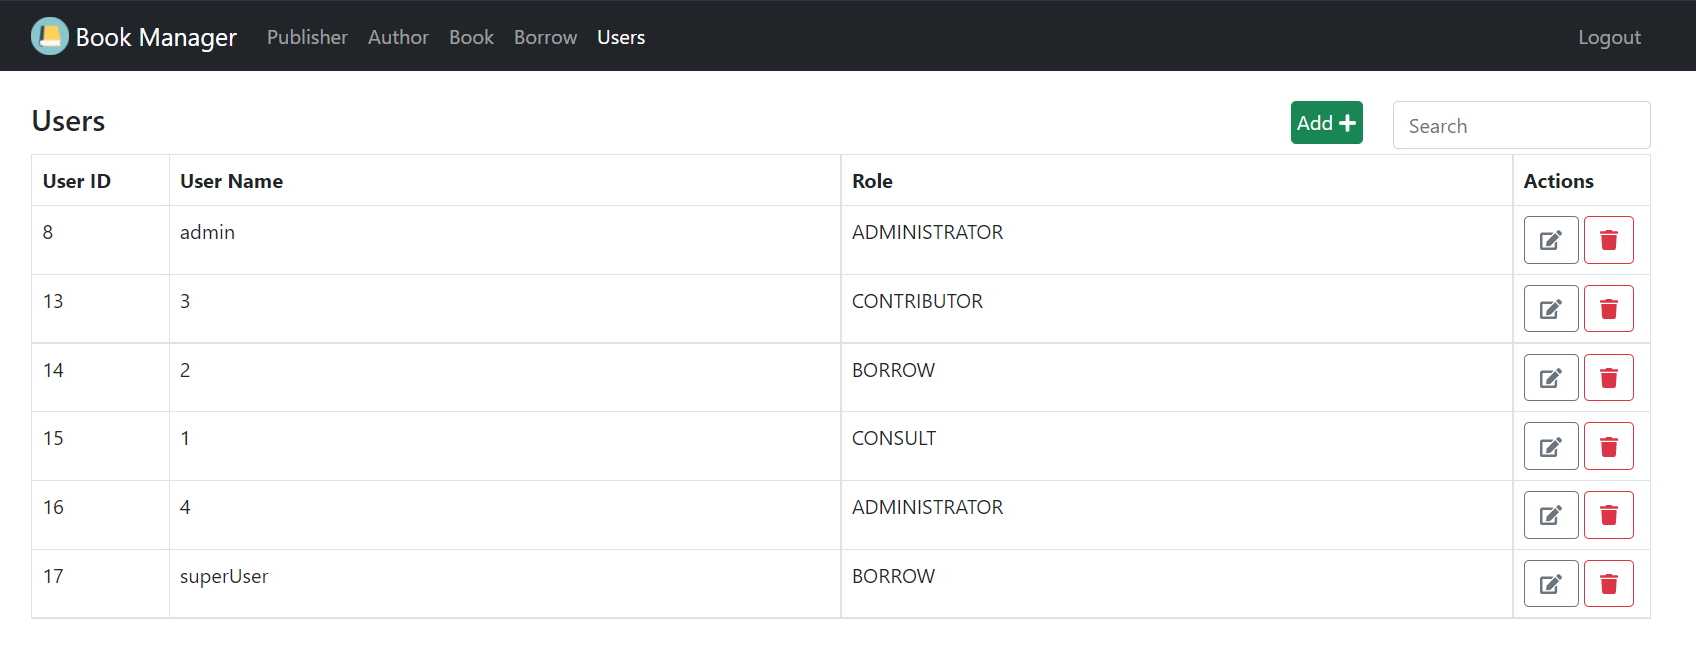 Book Manager Publisher Author Book Borrow Users Logout
Users Add Search
User ID User Name Role Actions
8 admin ADMINISTRATOR
13 3 CONTRIBUTOR
14 2 BORROW
15 1 CONSULT
16 4 ADMINISTRATOR
17 superUser BORROW